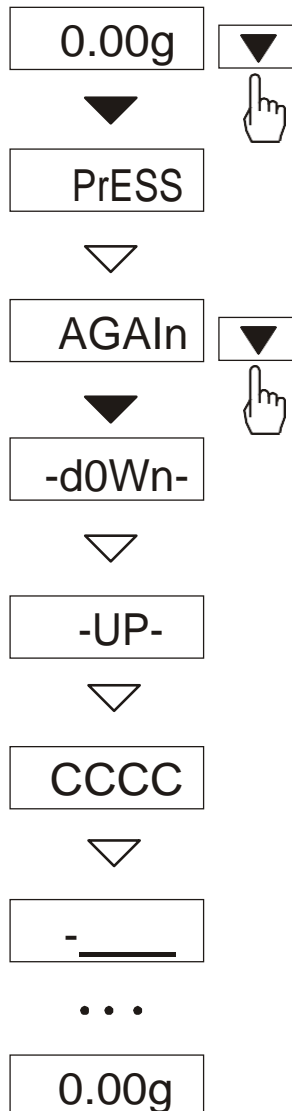 0.00g
PrESS
AGAIn
-d0Wn-
-UP-
CCCC
-____
...
0.00g